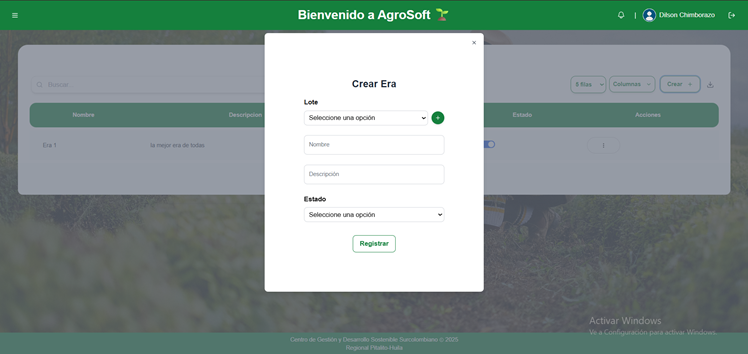 Bienvenido a AgroSoft
| Dilson Chimborazo
×
Buscar
5 filas
Columnas
Crear +
Crear Era
Nombre
Descripcion
Estado
Acciones
Lote
Seleccione una opción
+
Era 1
la mejor era de todas
Nombre
Descripción
Estado
Seleccione una opción
Registrar
Activar Windows
Ve a Configuración para activar Windows.
Centro de Gestión y Desarrollo Sostenible Surcolombiano © 2025
Regional Pitalito-Huila